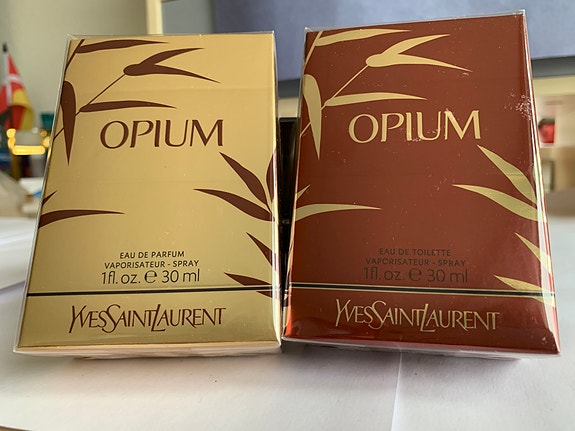 OPIUM
EAU DE PARFUM
VAPORISATEUR - SPRAY
1fl. oz. ℮ 30 ml
YVESSAINTLAURENT
OPIUM
EAU DE TOILETTE
VAPORISATEUR - SPRAY
1fl. oz. ℮ 30 ml
YVESSAINTLAURENT